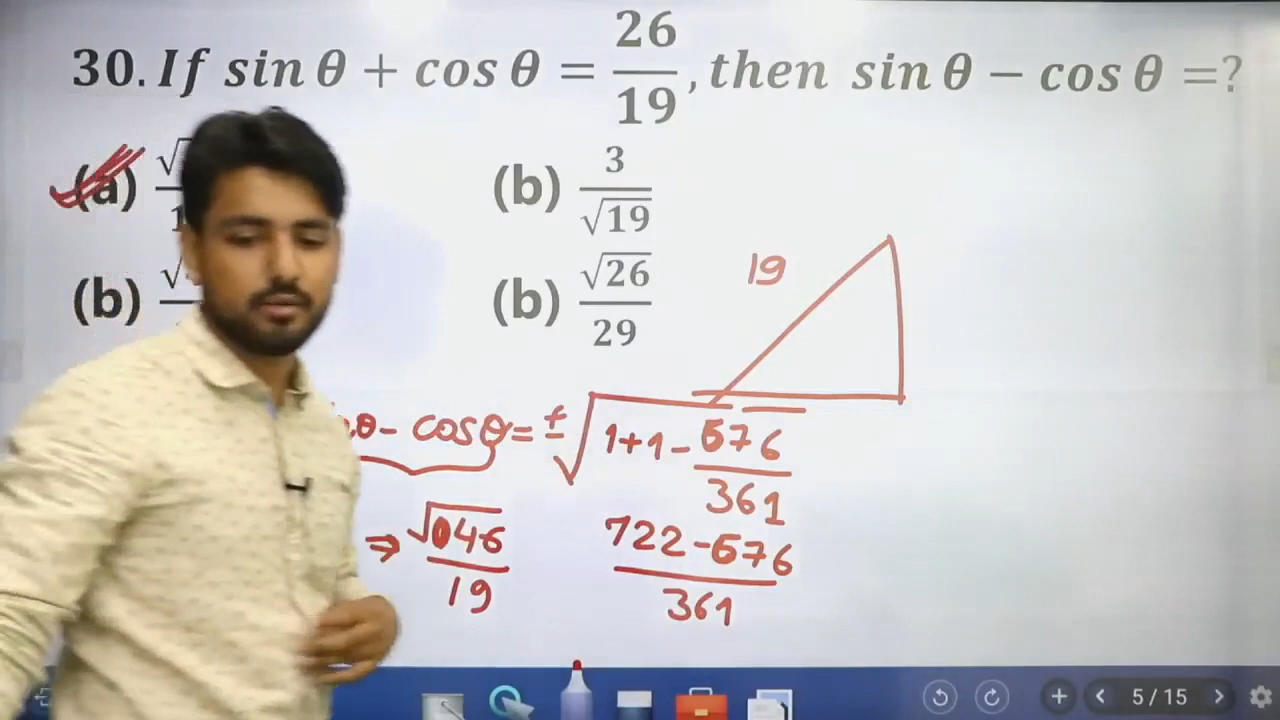 30. If sin θ + cos θ = 26/19, then sin θ − cos θ =?
(a) (b) 3/√19
(b) (b) √26/29
19
θ - cosθ = ± √(1+1 - 676/361)
⇒ √046/19 722-676/361
5 / 15